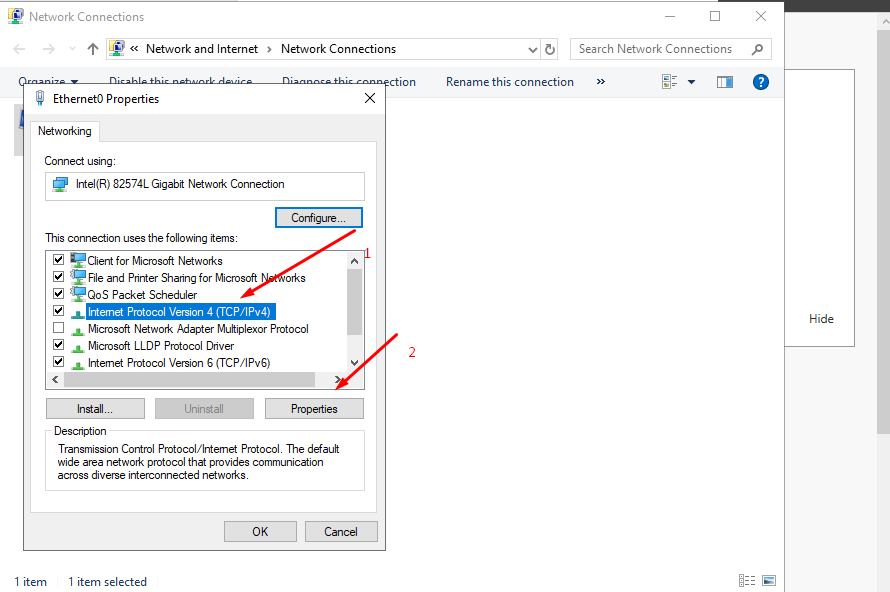 Network Connections
« Network and Internet › Network Connections
Search Network Connections
Organize Disable this network device Diagnose this connection Rename this connection »
Ethernet0 Properties
Networking
Connect using:
Intel(R) 82574L Gigabit Network Connection
Configure...
This connection uses the following items:
1
Client for Microsoft Networks
File and Printer Sharing for Microsoft Networks
QoS Packet Scheduler
Internet Protocol Version 4 (TCP/IPv4)
Microsoft Network Adapter Multiplexor Protocol
Microsoft LLDP Protocol Driver
Internet Protocol Version 6 (TCP/IPv6)
2
Install... Uninstall Properties
Description
Transmission Control Protocol/Internet Protocol. The default
wide area network protocol that provides communication
across diverse interconnected networks.
OK Cancel
Hide
1 item 1 item selected